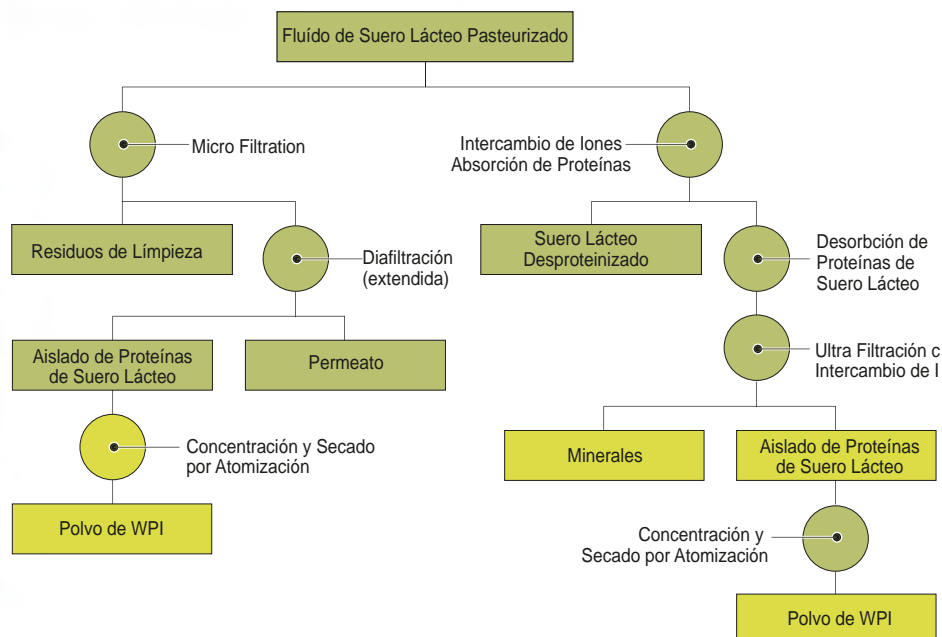 Fluído de Suero Lácteo Pasteurizado
Micro Filtration
Intercambio de Iones
Absorción de Proteínas
Residuos de Límpieza
Diafiltración
(extendida)
Suero Lácteo
Desproteinizado
Desorbción de
Proteínas de
Suero Lácteo
Aislado de Proteínas
de Suero Lácteo
Permeato
Ultra Filtración c
Intercambio de I
Concentración y Secado
por Atomización
Minerales
Aislado de Proteínas
de Suero Lácteo
Polvo de WPI
Concentración y
Secado por Atomización
Polvo de WPI